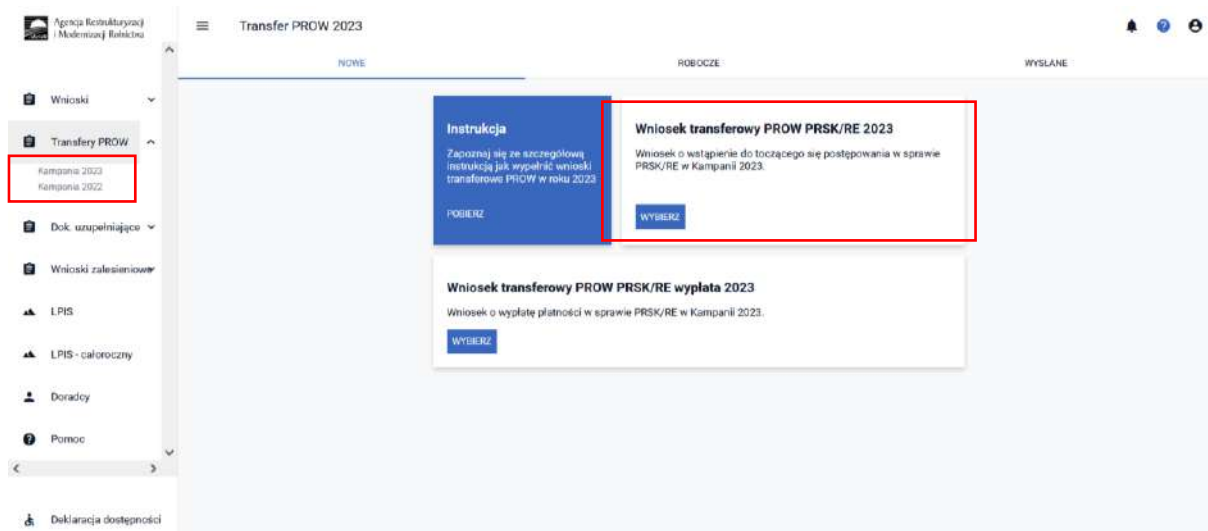 Agencja Restrukturyzacji
i Modernizacji Rolnictwa
Transfer PROW 2023
NOWE
ROBOCZE
WYSŁANE
Wnioski
Transfery PROW
Kampania 2023
Kampania 2022
Dok. uzupełniające
Wnioski zalesieniowe
LPIS
LPIS - całoroczny
Doradcy
Pomoc
Deklaracja dostępności
Instrukcja
Zapoznaj się ze szczegółową
instrukcją jak wypełnić wnioski
transferowe PROW w roku 2023
POBIERZ
Wniosek transferowy PROW PRSK/RE 2023
Wniosek o wstąpienie do toczącego się postępowania w sprawie
PRSK/RE w Kampanii 2023.
WYBIERZ
Wniosek transferowy PROW PRSK/RE wypłata 2023
Wniosek o wypłatę płatności w sprawie PRSK/RE w Kampanii 2023.
WYBIERZ